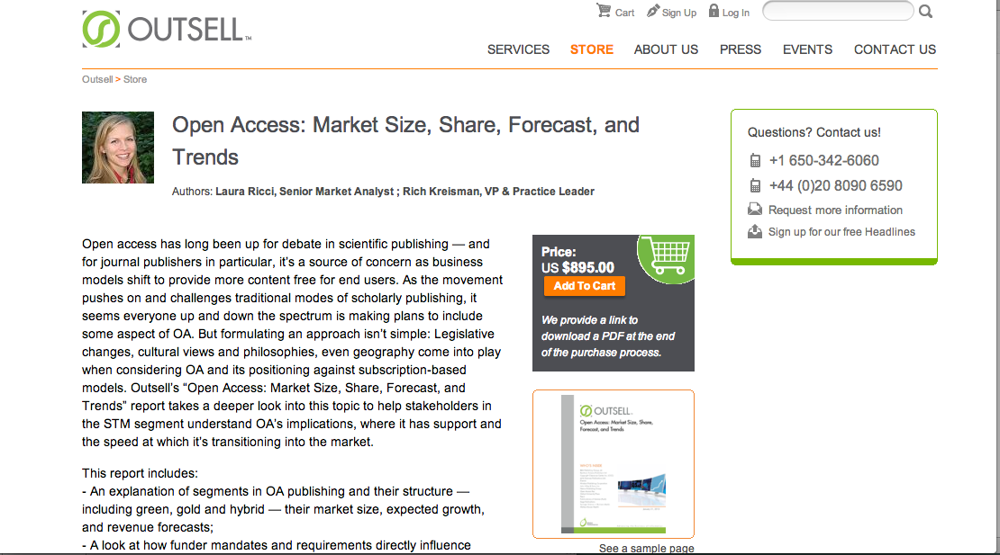 OUTSELL™
Cart
Sign Up
Log In
SERVICES
STORE
ABOUT US
PRESS
EVENTS
CONTACT US
Outsell > Store
Open Access: Market Size, Share, Forecast, and
Trends
Authors: Laura Ricci, Senior Market Analyst ; Rich Kreisman, VP & Practice Leader
Open access has long been up for debate in scientific publishing — and
for journal publishers in particular, it's a source of concern as business
models shift to provide more content free for end users. As the movement
pushes on and challenges traditional modes of scholarly publishing, it
seems everyone up and down the spectrum is making plans to include
some aspect of OA. But formulating an approach isn't simple: Legislative
changes, cultural views and philosophies, even geography come into play
when considering OA and its positioning against subscription-based
models. Outsell's “Open Access: Market Size, Share, Forecast, and
Trends” report takes a deeper look into this topic to help stakeholders in
the STM segment understand OA's implications, where it has support and
the speed at which it's transitioning into the market.
This report includes:
- An explanation of segments in OA publishing and their structure —
including green, gold and hybrid — their market size, expected growth,
and revenue forecasts;
- A look at how funder mandates and requirements directly influence
Price:
US $895.00
Add To Cart
We provide a link to
download a PDF at the end
of the purchase process.
OUTSELL
Open Access: Market Size, Share,
Forecast, and Trends
See a sample page
Questions? Contact us!
+1 650-342-6060
+44 (0)20 8090 6590
Request more information
Sign up for our free Headlines